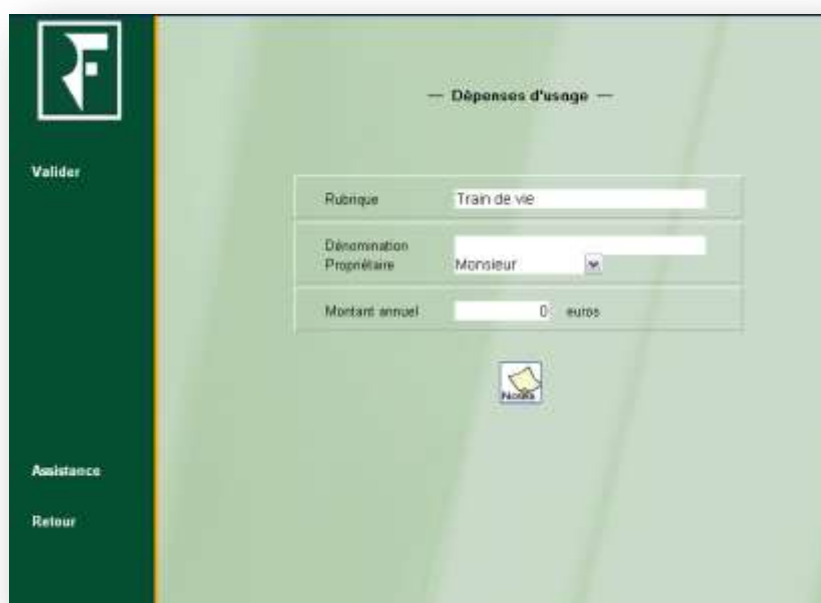 — Dépenses d'usage —
Valider
Rubrique Train de vie
Dénomination
Propriétaire Monsieur
Montant annuel 0 euros
Notes
Assistance
Retour